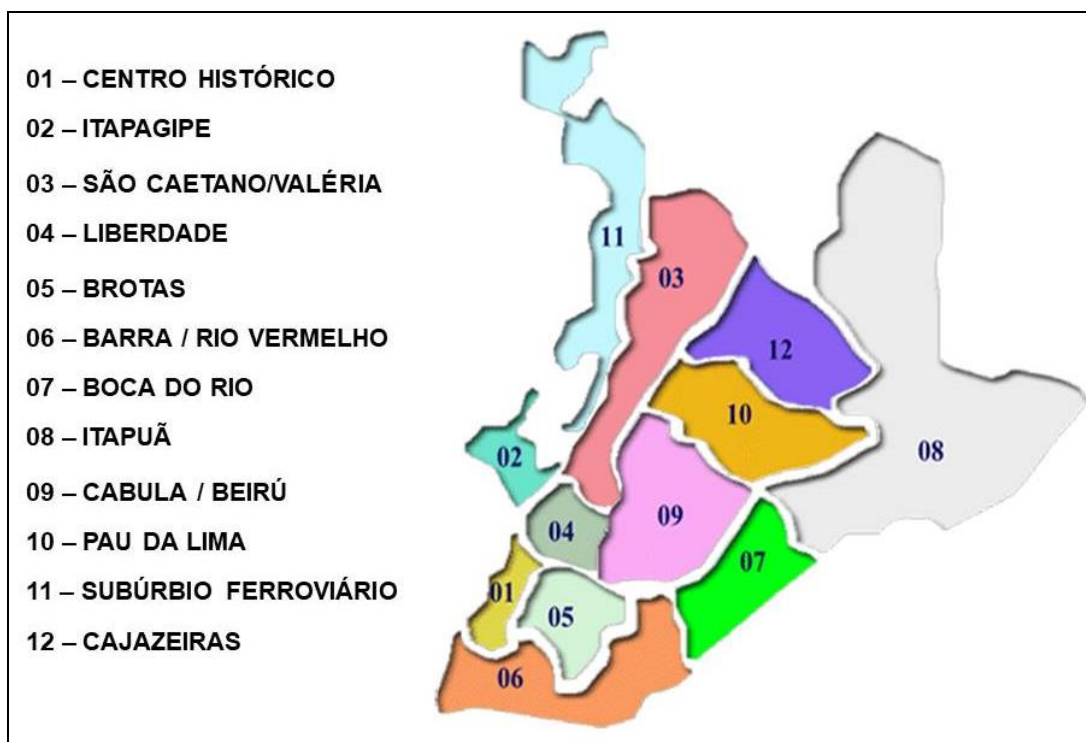 01 – CENTRO HISTÓRICO
02 – ITAPAGIPE
03 – SÃO CAETANO/VALÉRIA
04 – LIBERDADE
05 – BROTAS
06 – BARRA / RIO VERMELHO
07 – BOCA DO RIO
08 – ITAPUÃ
09 – CABULA / BEIRÚ
10 – PAU DA LIMA
11 – SUBÚRBIO FERROVIÁRIO
12 – CAJAZEIRAS
11
03
12
10
08
02
09
04
07
01
05
06